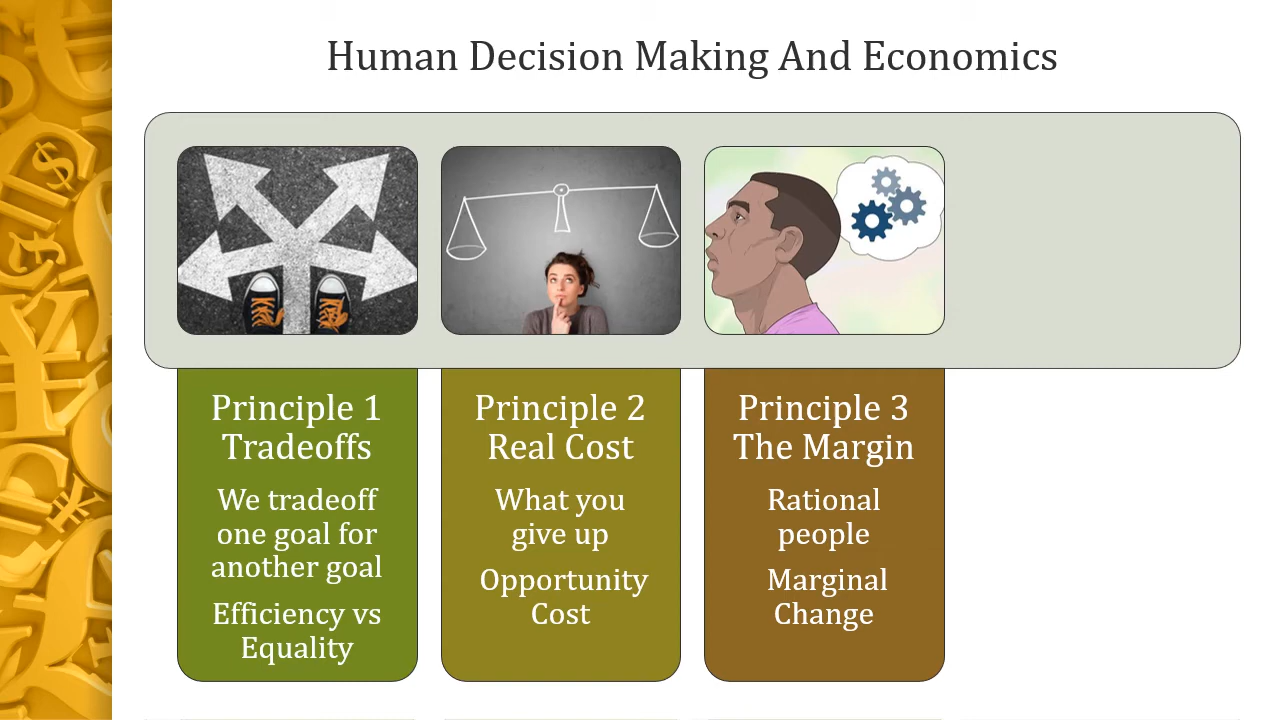 Human Decision Making And Economics
Principle 1
Tradeoffs
We tradeoff
one goal for
another goal
Efficiency vs
Equality
Principle 2
Real Cost
What you
give up
Opportunity
Cost
Principle 3
The Margin
Rational
people
Marginal
Change